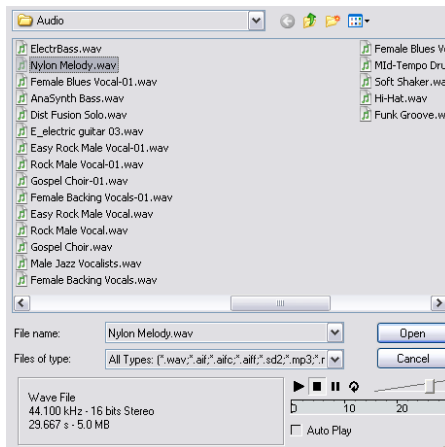 Audio
ElectrBass.wav
Nylon Melody.wav
Female Blues Vocal-01.wav
AnaSynth Bass.wav
Dist Fusion Solo.wav
E_electric guitar 03.wav
Easy Rock Male Vocal-01.wav
Rock Male Vocal-01.wav
Gospel Choir-01.wav
Female Backing Vocals-01.wav
Easy Rock Male Vocal.wav
Rock Male Vocal.wav
Gospel Choir.wav
Male Jazz Vocalists.wav
Female Backing Vocals.wav
Female Blues Vo
MId-Tempo Dru
Soft Shaker.wav
Hi-Hat.wav
Funk Groove.w
File name:
Nylon Melody.wav
Open
Files of type:
All Types: (*.wav;*.aif;*.aifc;*.aiff;*.sd2;*.mp3;*.r
Cancel
Wave File
44.100 kHz - 16 bits Stereo
29.667 s - 5.0 MB
10 20
Auto Play